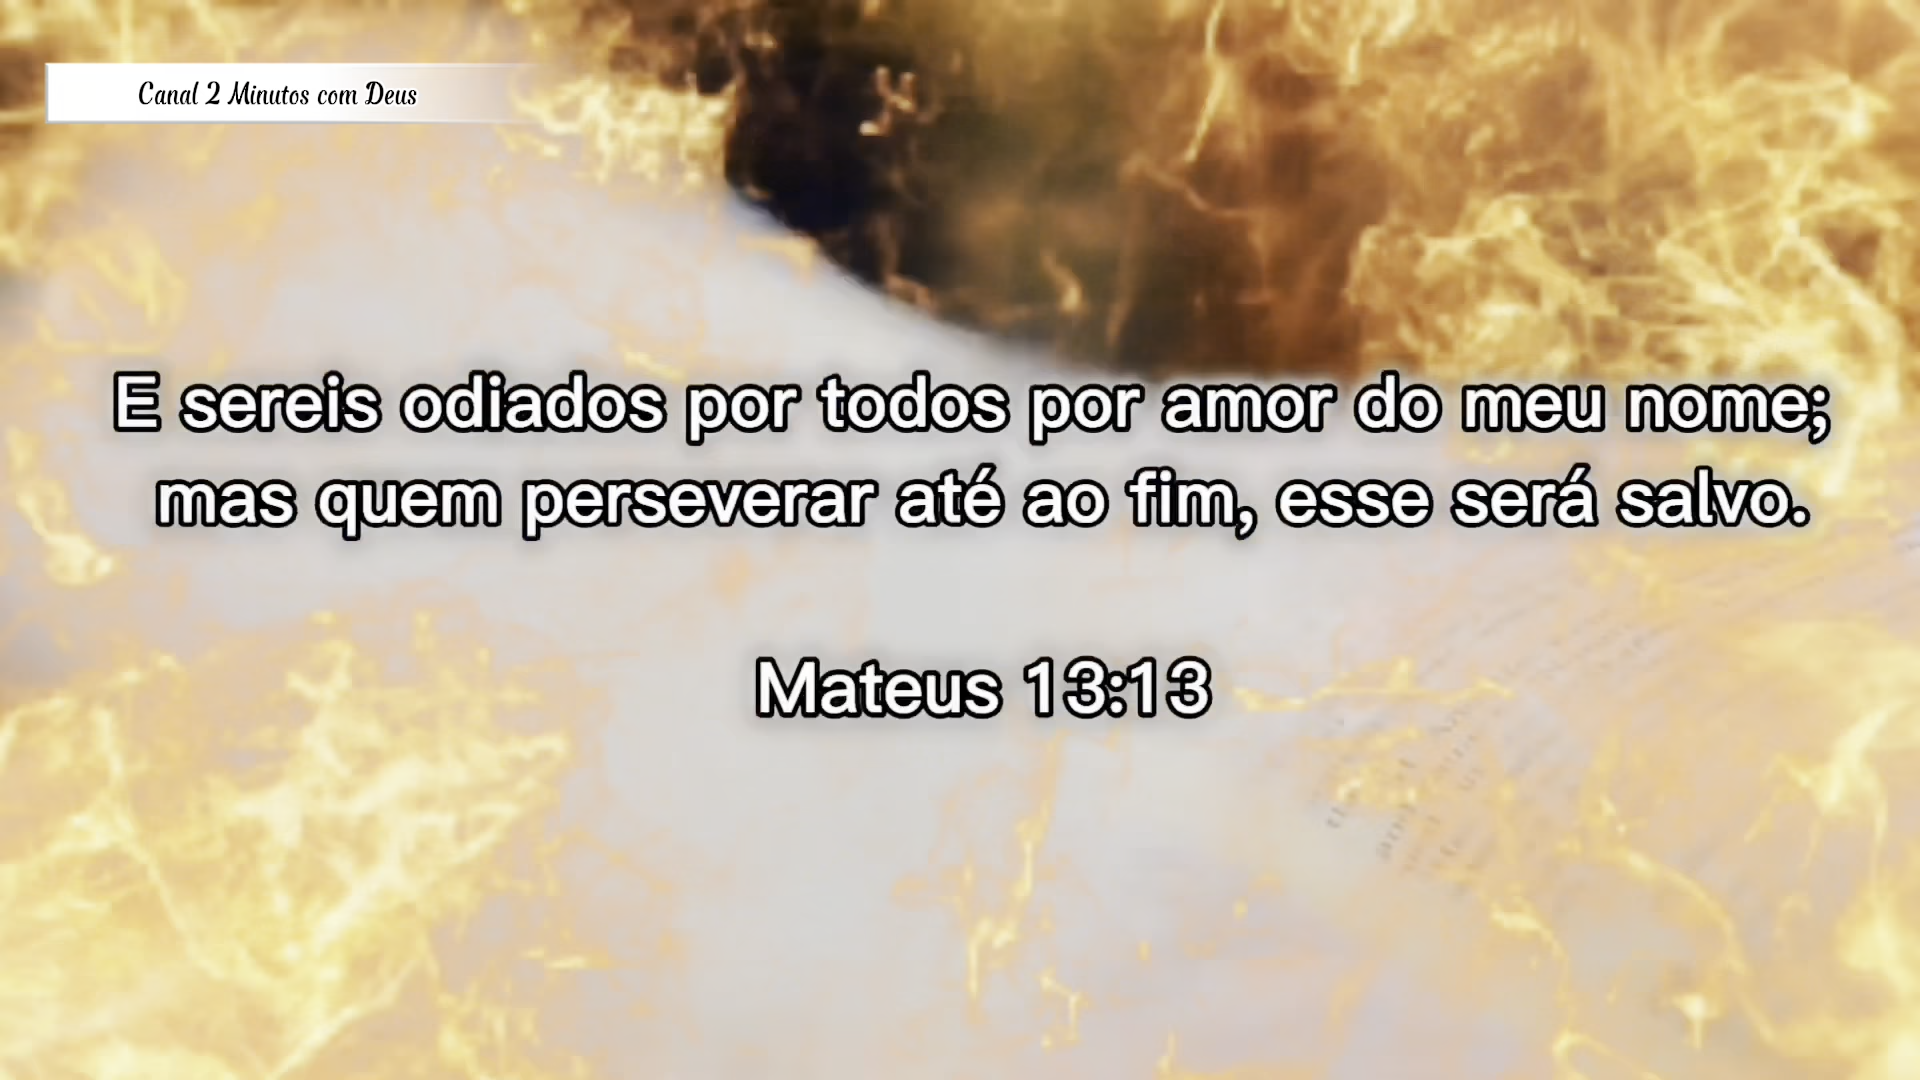 Canal 2 Minutos com Deus
E sereis odiados por todos por amor do meu nome;
mas quem perseverar até ao fim, esse será salvo.
Mateus 13:13